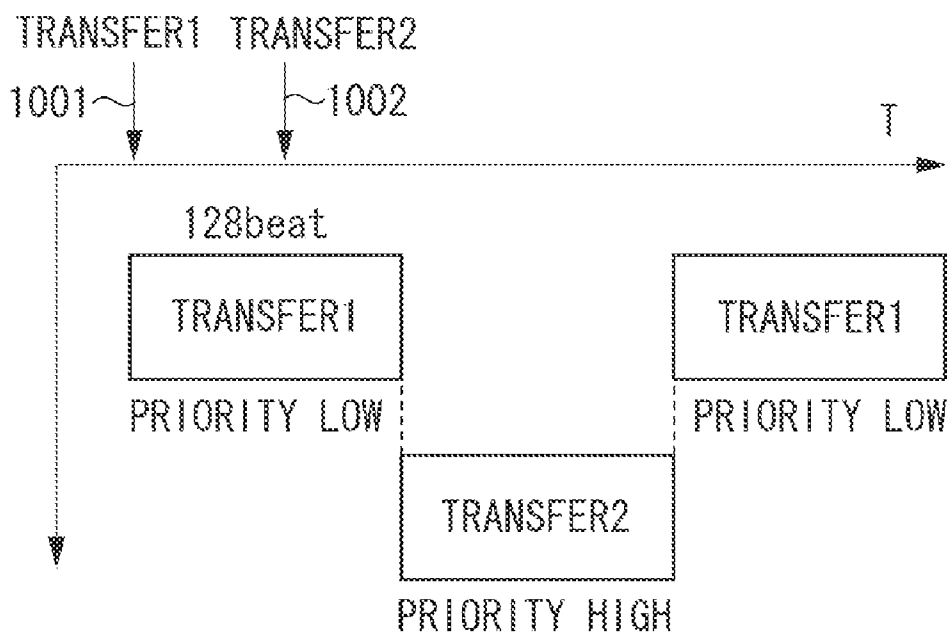 TRANSFER1 TRANSFER2
1001 1002
T
128beat
TRANSFER1 TRANSFER1
PRIORITY LOW PRIORITY LOW
TRANSFER2
PRIORITY HIGH